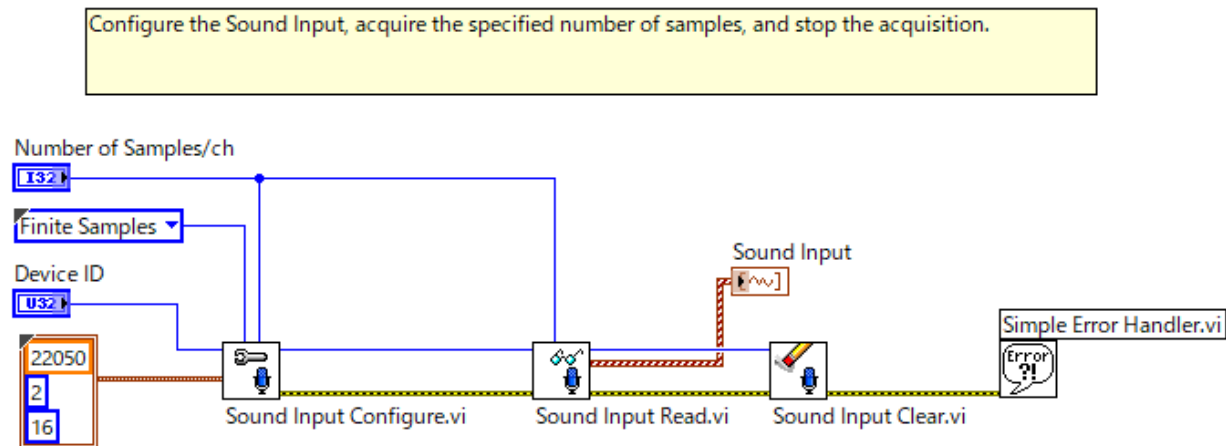 Configure the Sound Input, acquire the specified number of samples, and stop the acquisition.
Number of Samples/ch
I32
Finite Samples
Device ID
U32
22050
2
16
Sound Input Configure.vi
Sound Input Read.vi
Sound Input
Sound Input Clear.vi
Simple Error Handler.vi
Error
?!